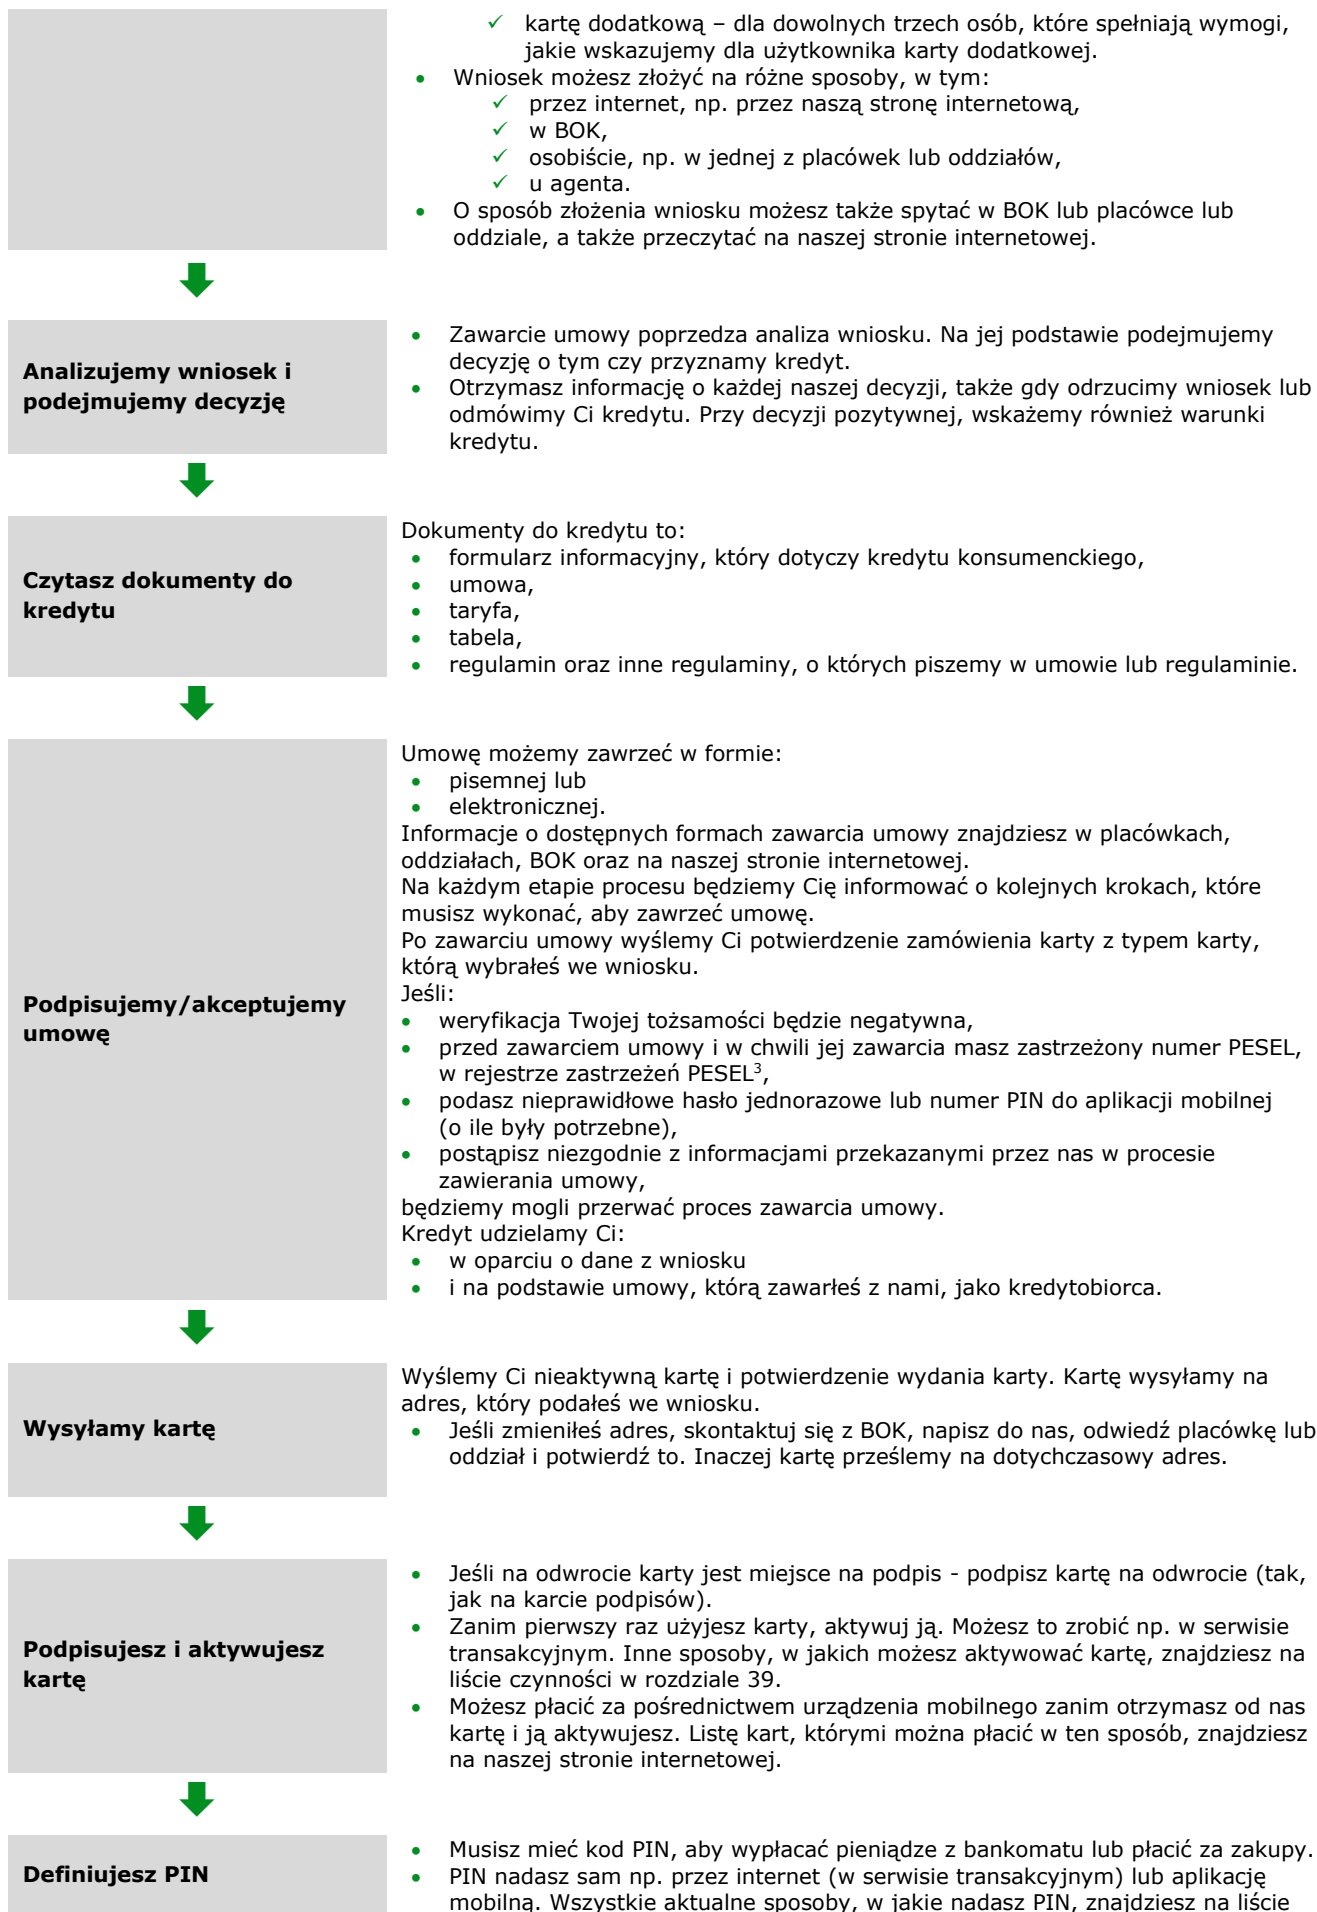 ✓ kartę dodatkową – dla dowolnych trzech osób, które spełniają wymogi,
jakie wskazujemy dla użytkownika karty dodatkowej.
• Wniosek możesz złożyć na różne sposoby, w tym:
✓ przez internet, np. przez naszą stronę internetową,
✓ w BOK,
✓ osobiście, np. w jednej z placówek lub oddziałów,
✓ u agenta.
• O sposób złożenia wniosku możesz także spytać w BOK lub placówce lub
oddziale, a także przeczytać na naszej stronie internetowej.
Analizujemy wniosek i
podejmujemy decyzję
• Zawarcie umowy poprzedza analiza wniosku. Na jej podstawie podejmujemy
decyzję o tym czy przyznamy kredyt.
• Otrzymasz informację o każdej naszej decyzji, także gdy odrzucimy wniosek lub
odmówimy Ci kredytu. Przy decyzji pozytywnej, wskażemy również warunki
kredytu.
Czytasz dokumenty do
kredytu
Dokumenty do kredytu to:
• formularz informacyjny, który dotyczy kredytu konsumenckiego,
• umowa,
• taryfa,
• tabela,
• regulamin oraz inne regulaminy, o których piszemy w umowie lub regulaminie.
Podpisujemy/akceptujemy
umowę
Umowę możemy zawrzeć w formie:
• pisemnej lub
• elektronicznej.
Informacje o dostępnych formach zawarcia umowy znajdziesz w placówkach,
oddziałach, BOK oraz na naszej stronie internetowej.
Na każdym etapie procesu będziemy Cię informować o kolejnych krokach, które
musisz wykonać, aby zawrzeć umowę.
Po zawarciu umowy wyślemy Ci potwierdzenie zamówienia karty z typem karty,
którą wybrałeś we wniosku.
Jeśli:
• weryfikacja Twojej tożsamości będzie negatywna,
• przed zawarciem umowy i w chwili jej zawarcia masz zastrzeżony numer PESEL,
w rejestrze zastrzeżeń PESEL³,
• podasz nieprawidłowe hasło jednorazowe lub numer PIN do aplikacji mobilnej
(o ile były potrzebne),
• postąpisz niezgodnie z informacjami przekazanymi przez nas w procesie
zawierania umowy,
będziemy mogli przerwać proces zawarcia umowy.
Kredyt udzielamy Ci:
• w oparciu o dane z wniosku
• i na podstawie umowy, którą zawarłeś z nami, jako kredytobiorca.
Wysyłamy kartę
Wyślemy Ci nieaktywną kartę i potwierdzenie wydania karty. Kartę wysyłamy na
adres, który podałeś we wniosku.
• Jeśli zmieniłeś adres, skontaktuj się z BOK, napisz do nas, odwiedź placówkę lub
oddział i potwierdź to. Inaczej kartę prześlemy na dotychczasowy adres.
Podpisujesz i aktywujesz
kartę
• Jeśli na odwrocie karty jest miejsce na podpis - podpisz kartę na odwrocie (tak,
jak na karcie podpisów).
• Zanim pierwszy raz użyjesz karty, aktywuj ją. Możesz to zrobić np. w serwisie
transakcyjnym. Inne sposoby, w jakich możesz aktywować kartę, znajdziesz na
liście czynności w rozdziale 39.
• Możesz płacić za pośrednictwem urządzenia mobilnego zanim otrzymasz od nas
kartę i ją aktywujesz. Listę kart, którymi można płacić w ten sposób, znajdziesz
na naszej stronie internetowej.
Definiujesz PIN
• Musisz mieć kod PIN, aby wypłacać pieniądze z bankomatu lub płacić za zakupy.
• PIN nadasz sam np. przez internet (w serwisie transakcyjnym) lub aplikację
mobilną. Wszystkie aktualne sposoby, w jakie nadasz PIN, znajdziesz na liście